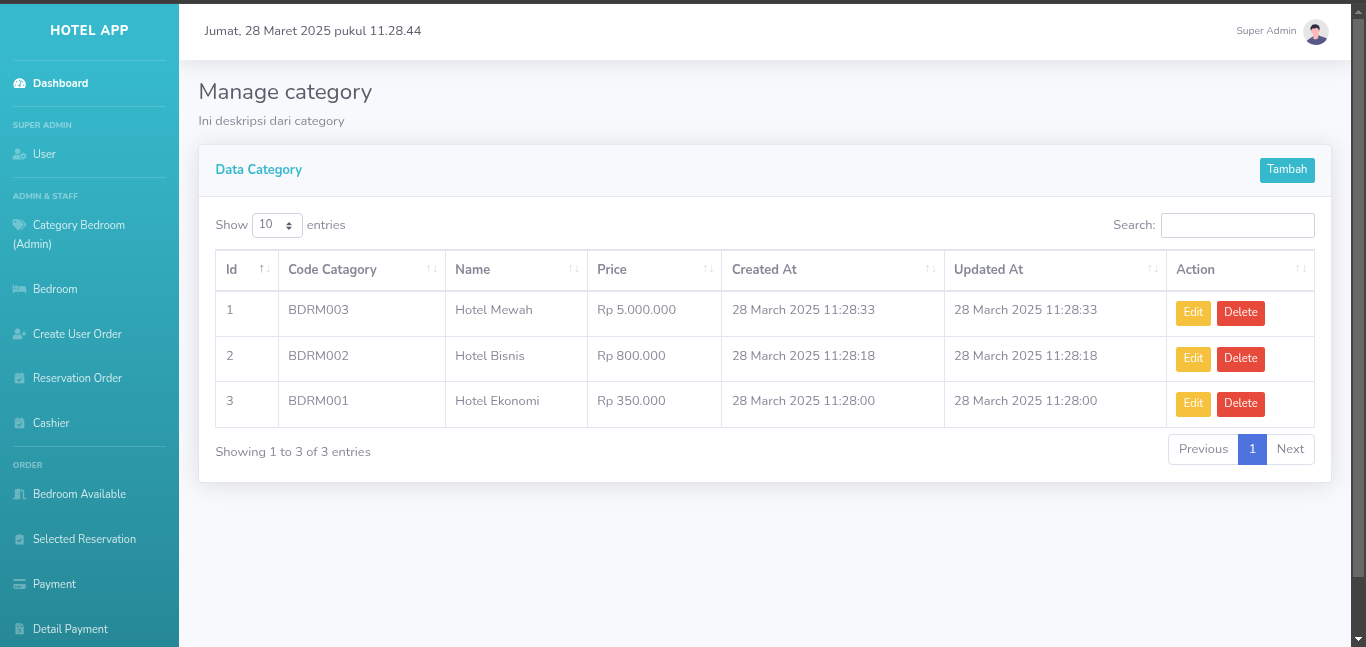 HOTEL APP
Dashboard
SUPER ADMIN
User
ADMIN & STAFF
Category Bedroom
(Admin)
Bedroom
Create User Order
Reservation Order
Cashier
ORDER
Bedroom Available
Selected Reservation
Payment
Detail Payment
Jumat, 28 Maret 2025 pukul 11.28.44
Super Admin
Manage category
Ini deskripsi dari category
Data Category
Tambah
Show 10 entries
Search:
Id Code Catagory Name Price Created At Updated At Action
1 BDRM003 Hotel Mewah Rp 5.000.000 28 March 2025 11:28:33 28 March 2025 11:28:33 Edit Delete
2 BDRM002 Hotel Bisnis Rp 800.000 28 March 2025 11:28:18 28 March 2025 11:28:18 Edit Delete
3 BDRM001 Hotel Ekonomi Rp 350.000 28 March 2025 11:28:00 28 March 2025 11:28:00 Edit Delete
Showing 1 to 3 of 3 entries
Previous 1 Next